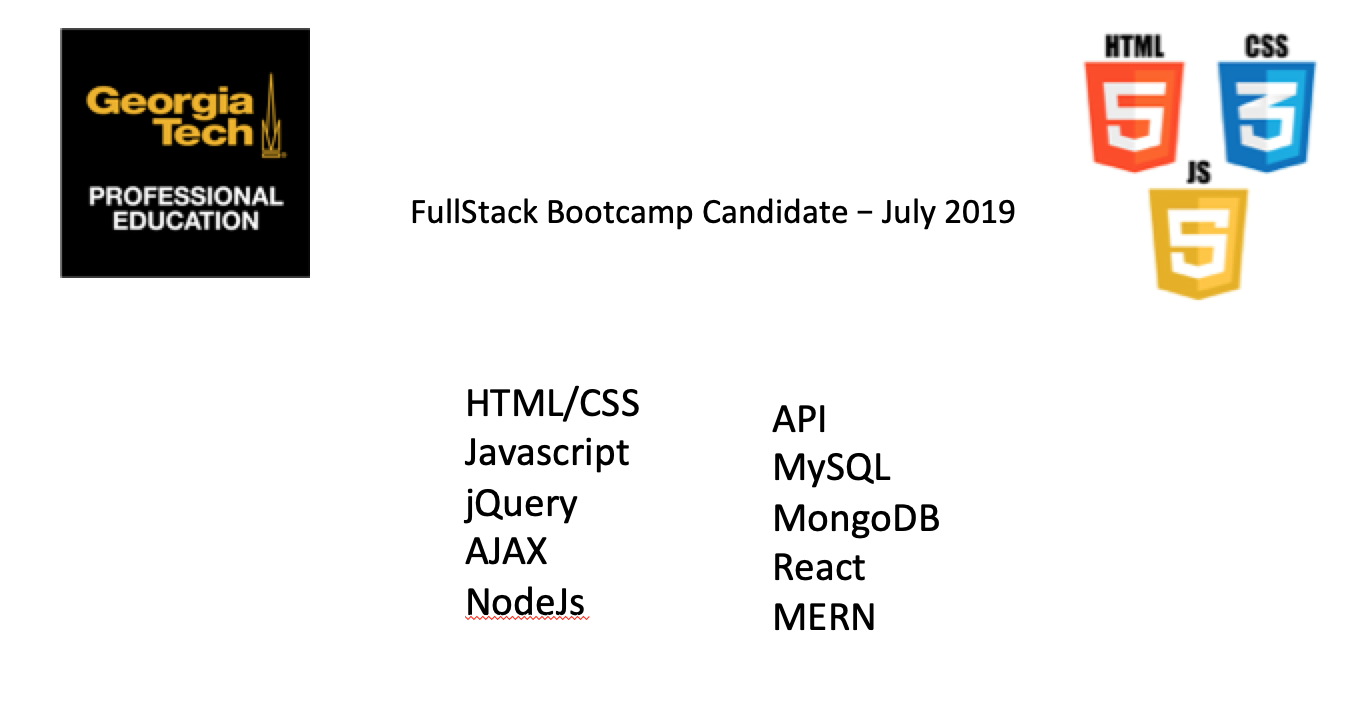 Georgia
Tech
PROFESSIONAL
EDUCATION
HTML
CSS
5
3
JS
5
FullStack Bootcamp Candidate – July 2019
HTML/CSS
Javascript
jQuery
AJAX
NodeJs
API
MySQL
MongoDB
React
MERN